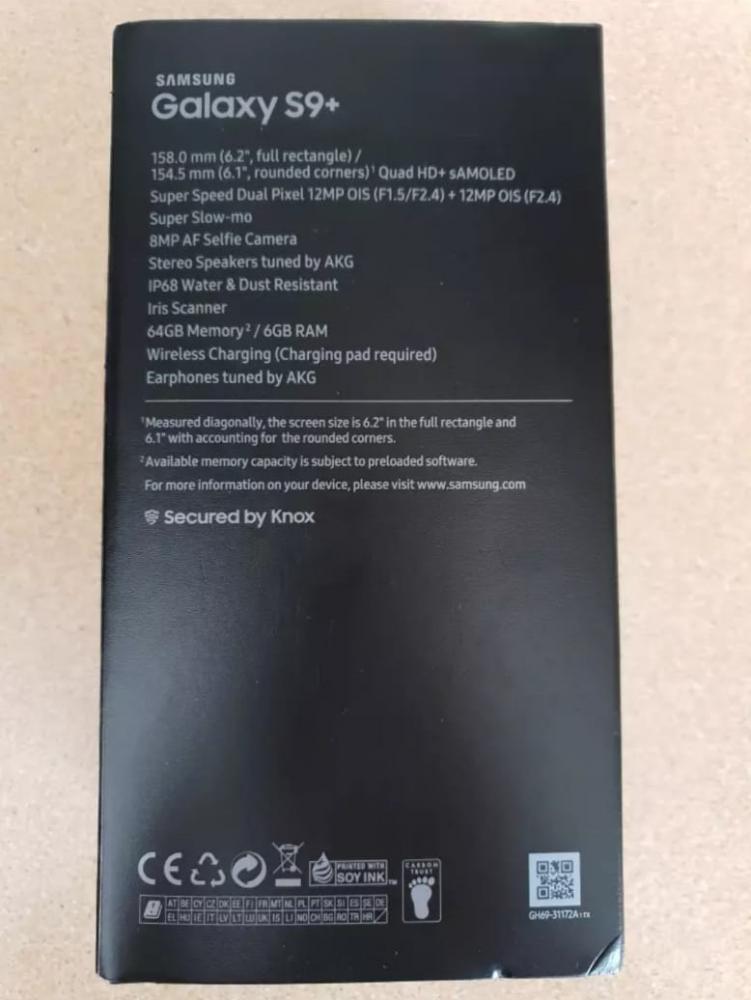 SAMSUNG
Galaxy S9+
158.0 mm (6.2", full rectangle) /
154.5 mm (6.1", rounded corners)¹ Quad HD+ sAMOLED
Super Speed Dual Pixel 12MP OIS (F1.5/F2.4) + 12MP OIS (F2.4)
Super Slow-mo
8MP AF Selfie Camera
Stereo Speakers tuned by AKG
IP68 Water & Dust Resistant
Iris Scanner
64GB Memory² / 6GB RAM
Wireless Charging (Charging pad required)
Earphones tuned by AKG
¹Measured diagonally, the screen size is 6.2" in the full rectangle and
6.1" with accounting for the rounded corners.
²Available memory capacity is subject to preloaded software.
For more information on your device, please visit www.samsung.com
Secured by Knox
CE
PRINTED WITH
SOY INK™
CARBON
TRUST
AT BE CY CZ DK EE FI FR MT NL PL PT SK SI ES SE DE
EL HU IE IT LV LT LU UK IS LI NO CH BG RO TR HR
GH69-31172A